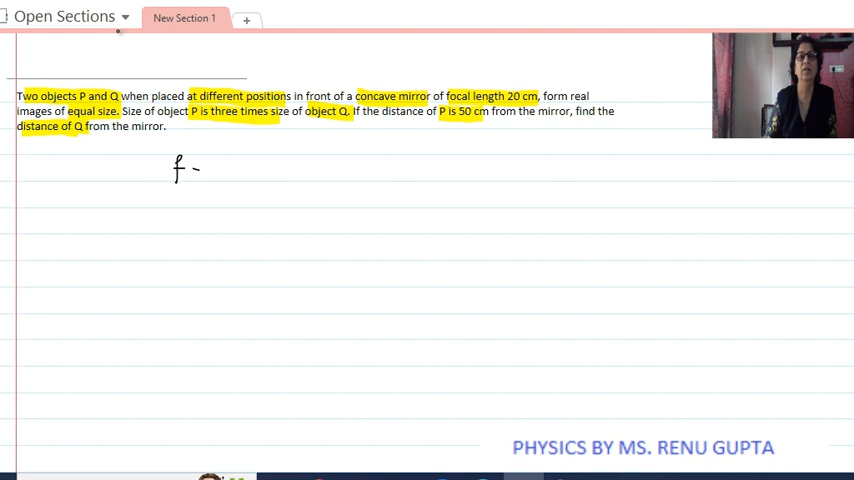 Open Sections
New Section 1
Two objects P and Q when placed at different positions in front of a concave mirror of focal length 20 cm, form real
images of equal size. Size of object P is three times size of object Q. If the distance of P is 50 cm from the mirror, find the
distance of Q from the mirror.
f -
PHYSICS BY MS. RENU GUPTA